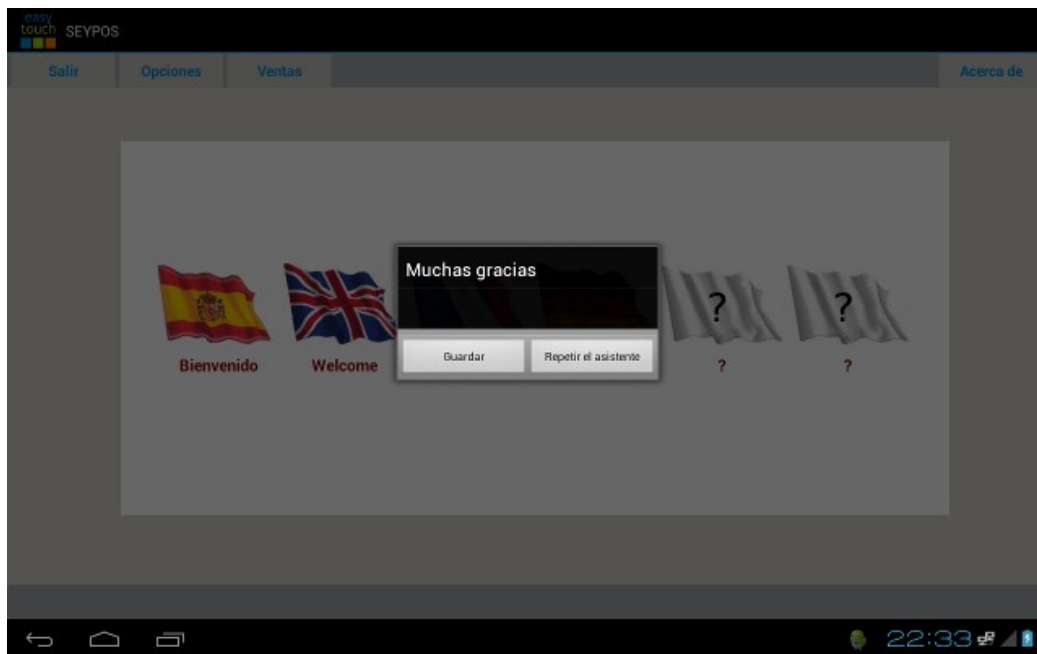 easy
touch SEYPOS
Salir Opciones Ventas Acerca de
Muchas gracias
Guardar Repetir el asistente
? ?
Bienvenido Welcome ? ?
22:33